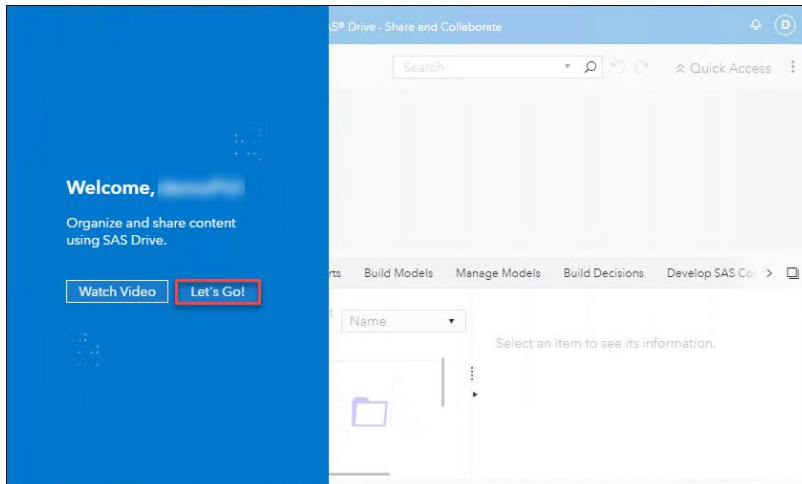 S® Drive - Share and Collaborate
D
Search
Quick Access
Welcome,
Organize and share content
using SAS Drive.
Watch Video
Let's Go!
rts
Build Models
Manage Models
Build Decisions
Develop SAS Co
Name
Select an item to see its information.